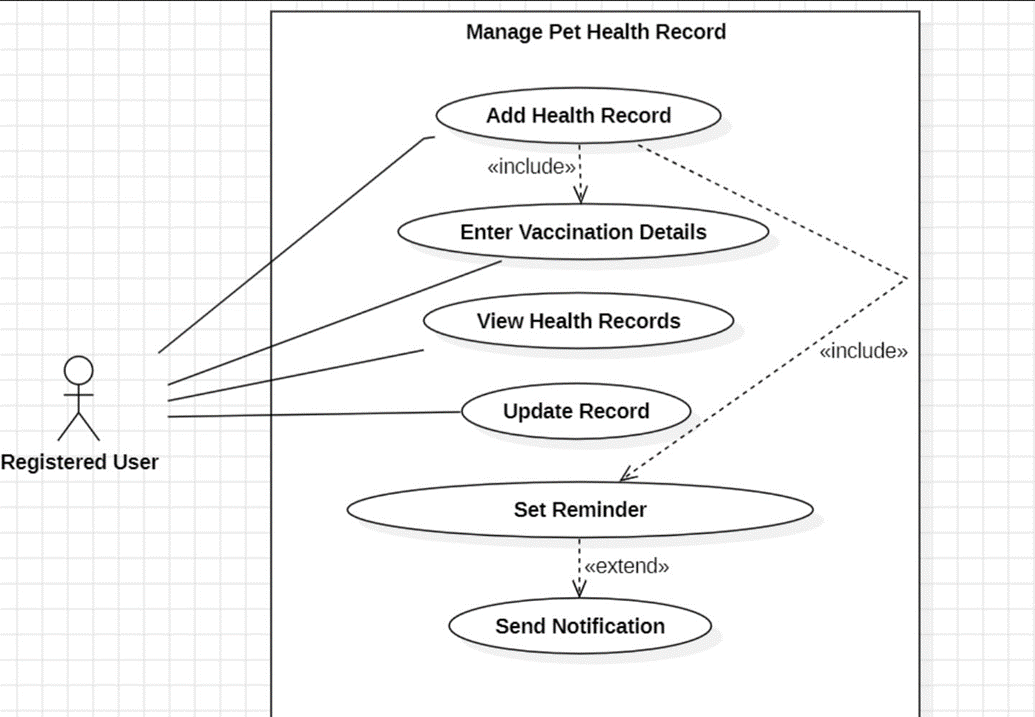 Manage Pet Health Record
Add Health Record
«include»
Enter Vaccination Details
View Health Records
«include»
Update Record
Registered User
Set Reminder
«extend»
Send Notification